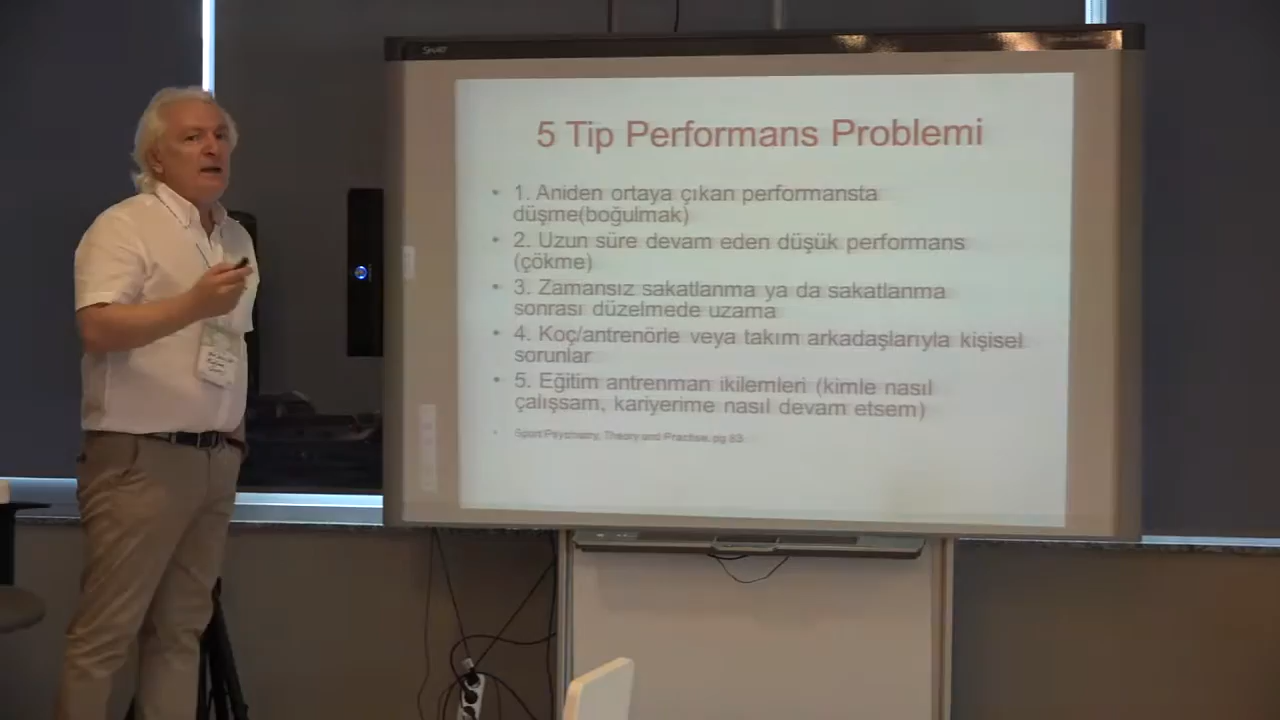 SMART
5 Tip Performans Problemi
• 1. Aniden ortaya çıkan performansta
düşme(boğulmak)
• 2. Uzun süre devam eden düşük performans
(çökme)
• 3. Zamansız sakatlanma ya da sakatlanma
sonrası düzelmede uzama
• 4. Koç/antrenörle veya takım arkadaşlarıyla kişisel
sorunlar
• 5. Eğitim antrenman ikilemleri (kimle nasıl
çalışsam, kariyerime nasıl devam etsem)
• Sport Psychiatry, Theory and Practise, pg 83